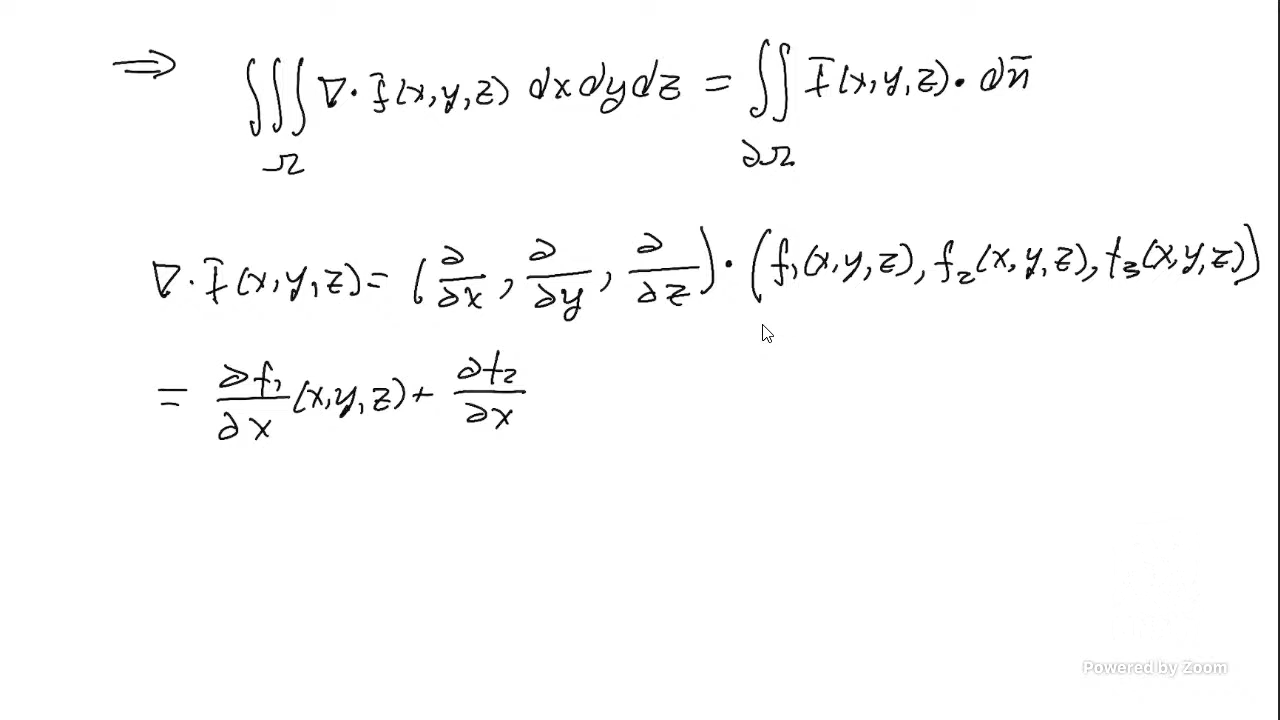 ⇒ ∭_Ω ∇· f̄(x,y,z) dxdydz = ∬_∂Ω f̄(x,y,z)· dn̄
∇· f̄(x,y,z) = (∂/∂x, ∂/∂y, ∂/∂z)·(f₁(x,y,z), f₂(x,y,z), f₃(x,y,z))
= ∂f₁/∂x (x,y,z) + ∂f₂/∂x
Powered by Zoom